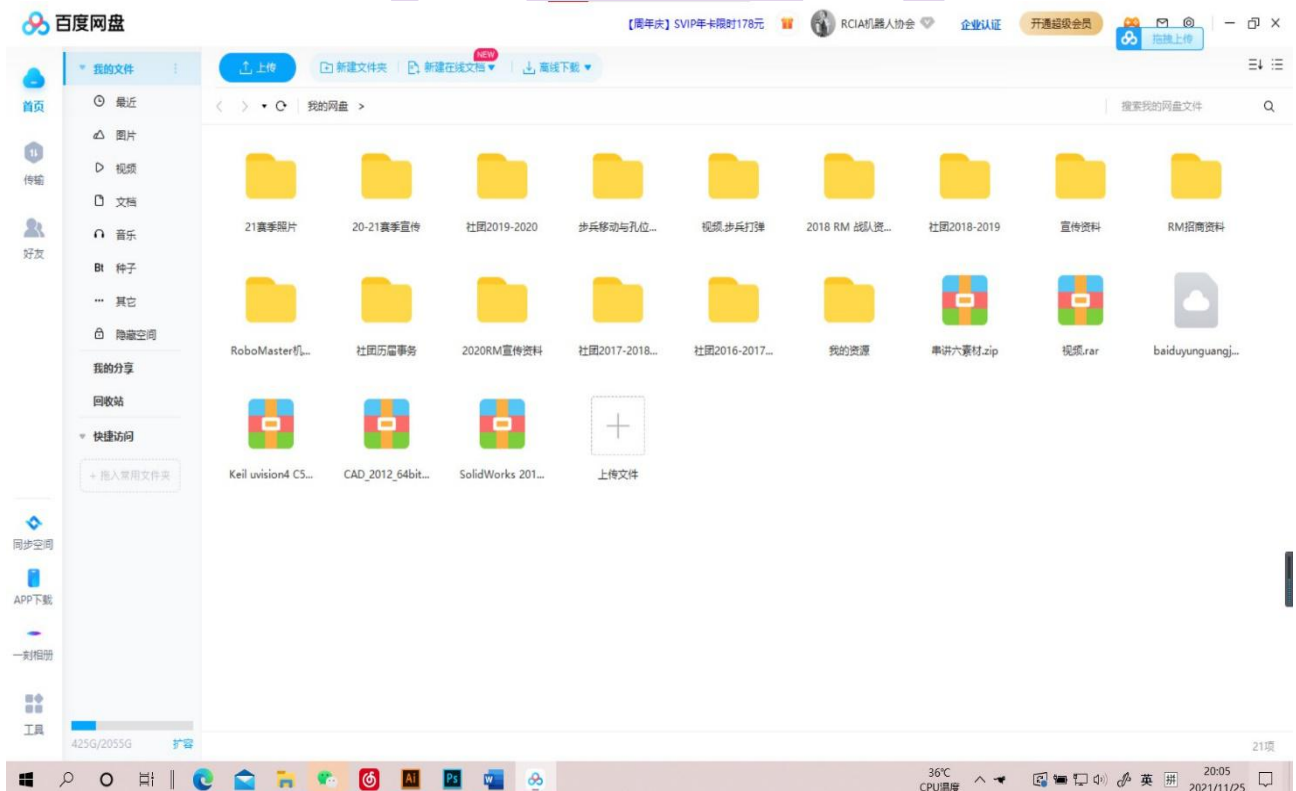 百度网盘
【周年庆】SVIP年卡限时178元
RCIA机器人协会
企业认证
开通超级会员
拖拽上传
首页
传输
好友
同步空间
APP下载
一刻相册
工具
我的文件
最近
图片
视频
文档
音乐
Bt 种子
其它
隐藏空间
我的分享
回收站
快捷访问
+ 拖入常用文件夹
425G/2055G 扩容
上传
新建文件夹
新建在线文档
NEW
离线下载
我的网盘 >
搜索我的网盘文件
21赛季照片
20-21赛季宣传
社团2019-2020
步兵移动与孔位...
视频.步兵打弹
2018 RM 战队资...
社团2018-2019
宣传资料
RM招商资料
RoboMaster机...
社团历届事务
2020RM宣传资料
社团2017-2018...
社团2016-2017...
我的资源
串讲六素材.zip
视频.rar
baiduyunguangj...
Keil uvision4 C5...
CAD_2012_64bit...
SolidWorks 201...
上传文件
21项
Ai
Ps
W
36℃
CPU温度
英
拼
20:05
2021/11/25